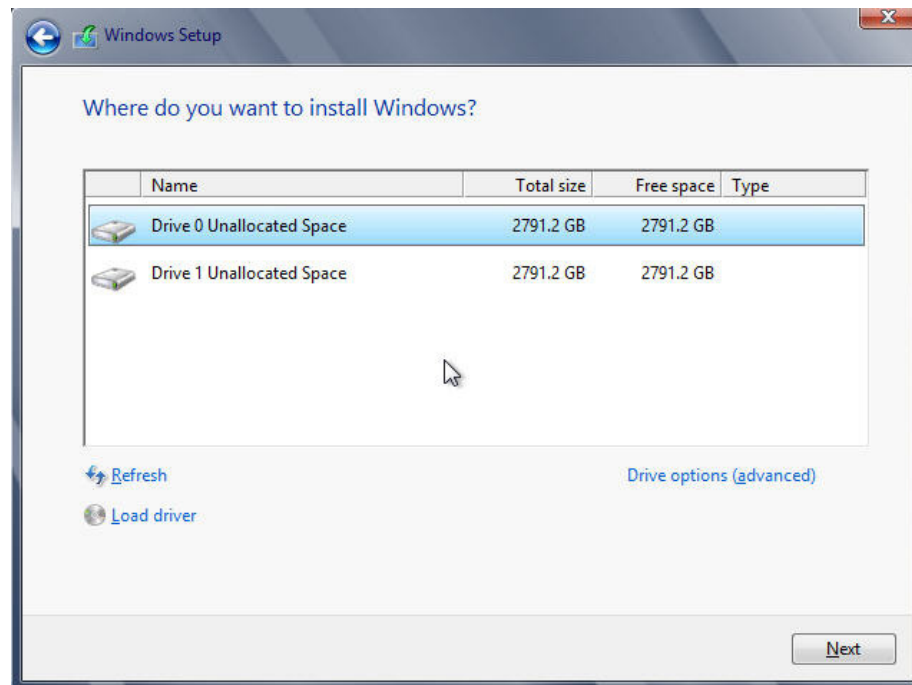 Windows Setup
Where do you want to install Windows?
Name Total size Free space Type
Drive 0 Unallocated Space 2791.2 GB 2791.2 GB
Drive 1 Unallocated Space 2791.2 GB 2791.2 GB
Refresh Drive options (advanced)
Load driver
Next